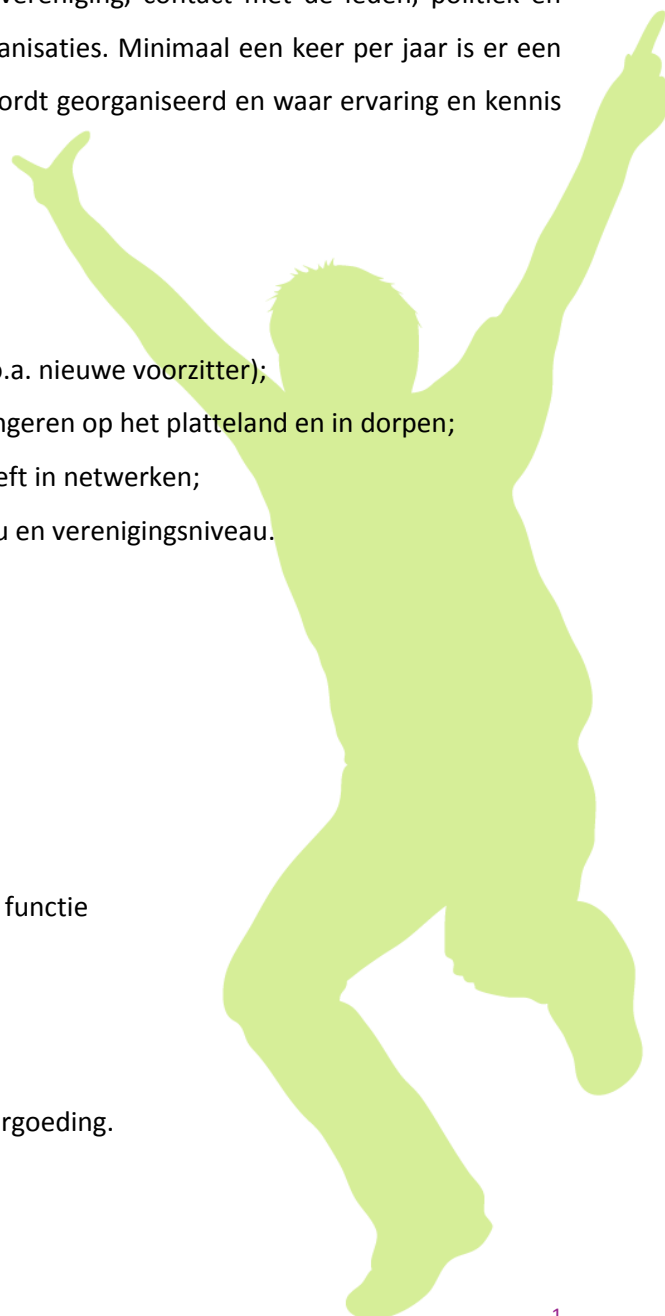 vereniging, contact met de leden, politiek en
anisaties. Minimaal een keer per jaar is er een
ordt georganiseerd en waar ervaring en kennis
o.a. nieuwe voorzitter);
ngeren op het platteland en in dorpen;
eft in netwerken;
u en verenigingsniveau.
functie
rgoeding.
1